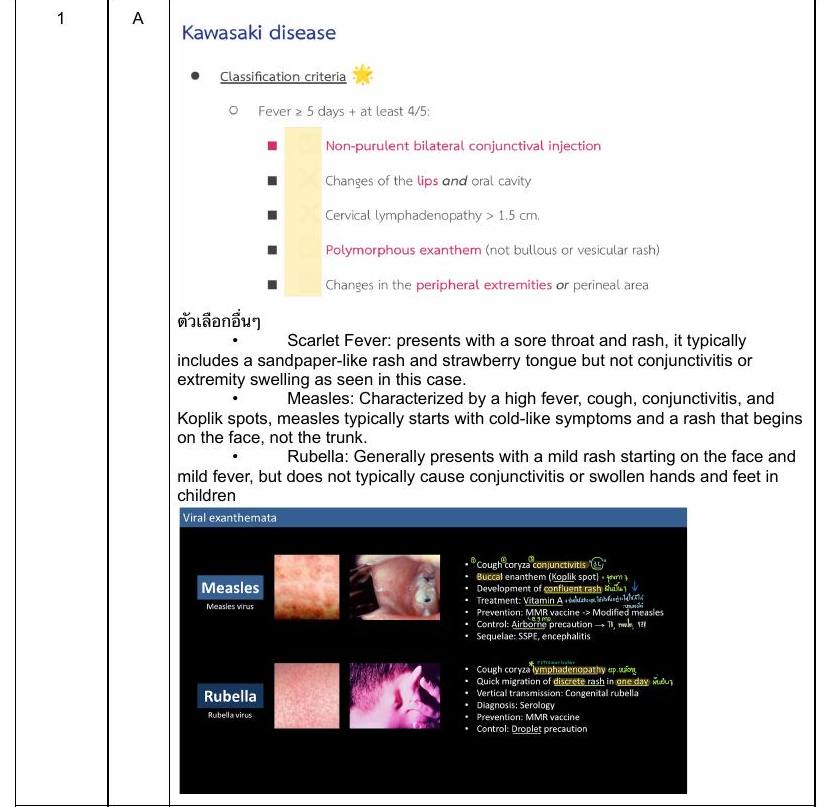 1
A
Kawasaki disease
● Classification criteria
○ Fever ≥ 5 days + at least 4/5:
■ Non-purulent bilateral conjunctival injection
■ Changes of the lips and oral cavity
■ Cervical lymphadenopathy > 1.5 cm.
■ Polymorphous exanthem (not bullous or vesicular rash)
■ Changes in the peripheral extremities or perineal area
ตัวเลือกอื่นๆ
• Scarlet Fever: presents with a sore throat and rash, it typically
includes a sandpaper-like rash and strawberry tongue but not conjunctivitis or
extremity swelling as seen in this case.
• Measles: Characterized by a high fever, cough, conjunctivitis, and
Koplik spots, measles typically starts with cold-like symptoms and a rash that begins
on the face, not the trunk.
• Rubella: Generally presents with a mild rash starting on the face and
mild fever, but does not typically cause conjunctivitis or swollen hands and feet in
children
Viral exanthemata
Measles
Measles virus
• Cough coryza conjunctivitis
• Buccal enanthem (Koplik spot)
• Development of confluent rash
• Treatment: Vitamin A
• Prevention: MMR vaccine -> Modified measles
• Control: Airborne precaution → TB
• Sequelae: SSPE, encephalitis
Rubella
Rubella virus
• Cough coryza lymphadenopathy
• Quick migration of discrete rash in one day
• Vertical transmission: Congenital rubella
• Diagnosis: Serology
• Prevention: MMR vaccine
• Control: Droplet precaution